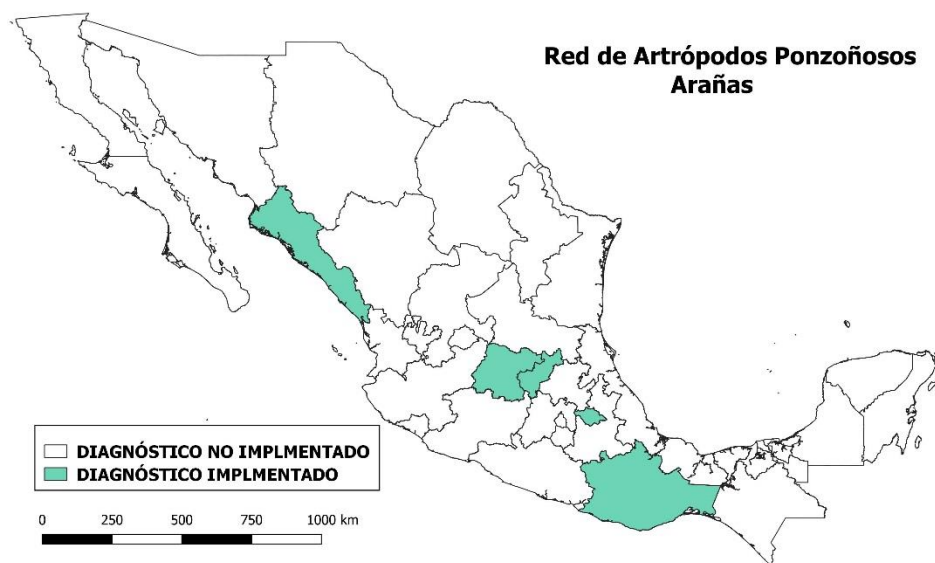 Red de Artrópodos Ponzoñosos
Arañas
DIAGNÓSTICO NO IMPLMENTADO
DIAGNÓSTICO IMPLMENTADO
0 250 500 750 1000 km